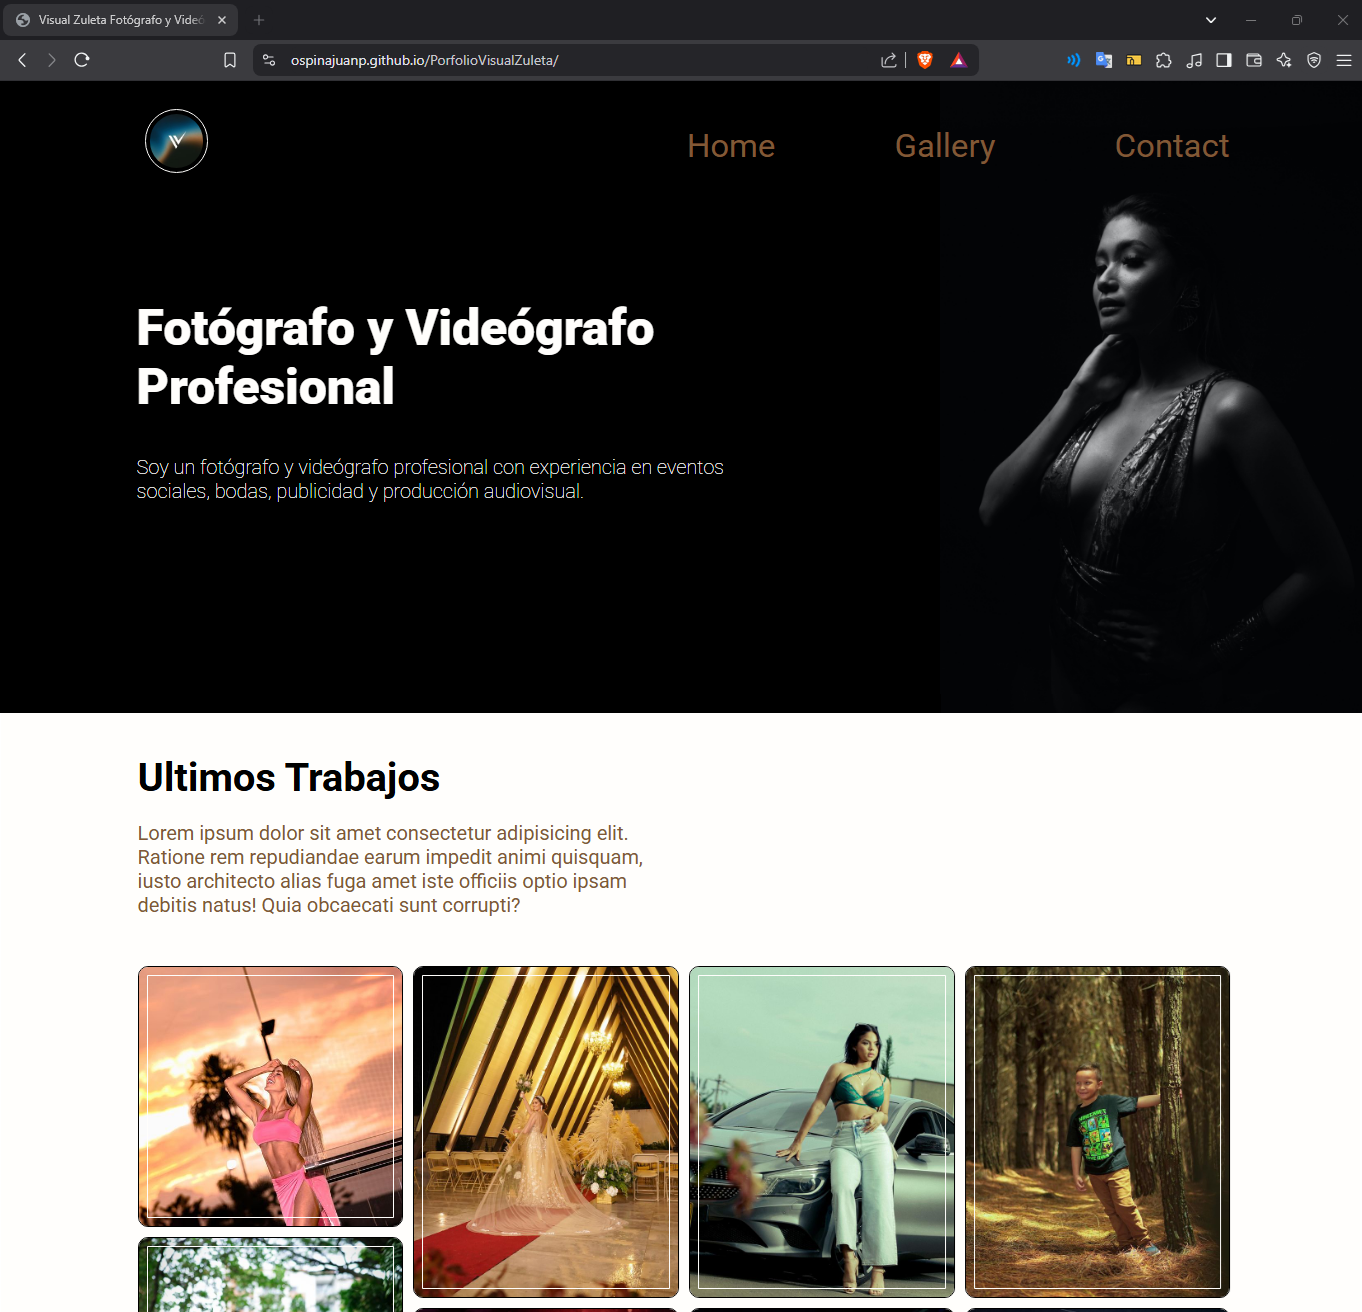 Visual Zuleta Fotógrafo y Videó
ospinajuanp.github.io/PorfolioVisualZuleta/
Home Gallery Contact
Fotógrafo y Videógrafo
Profesional
Soy un fotógrafo y videógrafo profesional con experiencia en eventos
sociales, bodas, publicidad y producción audiovisual.
Ultimos Trabajos
Lorem ipsum dolor sit amet consectetur adipisicing elit.
Ratione rem repudiandae earum impedit animi quisquam,
iusto architecto alias fuga amet iste officiis optio ipsam
debitis natus! Quia obcaecati sunt corrupti?